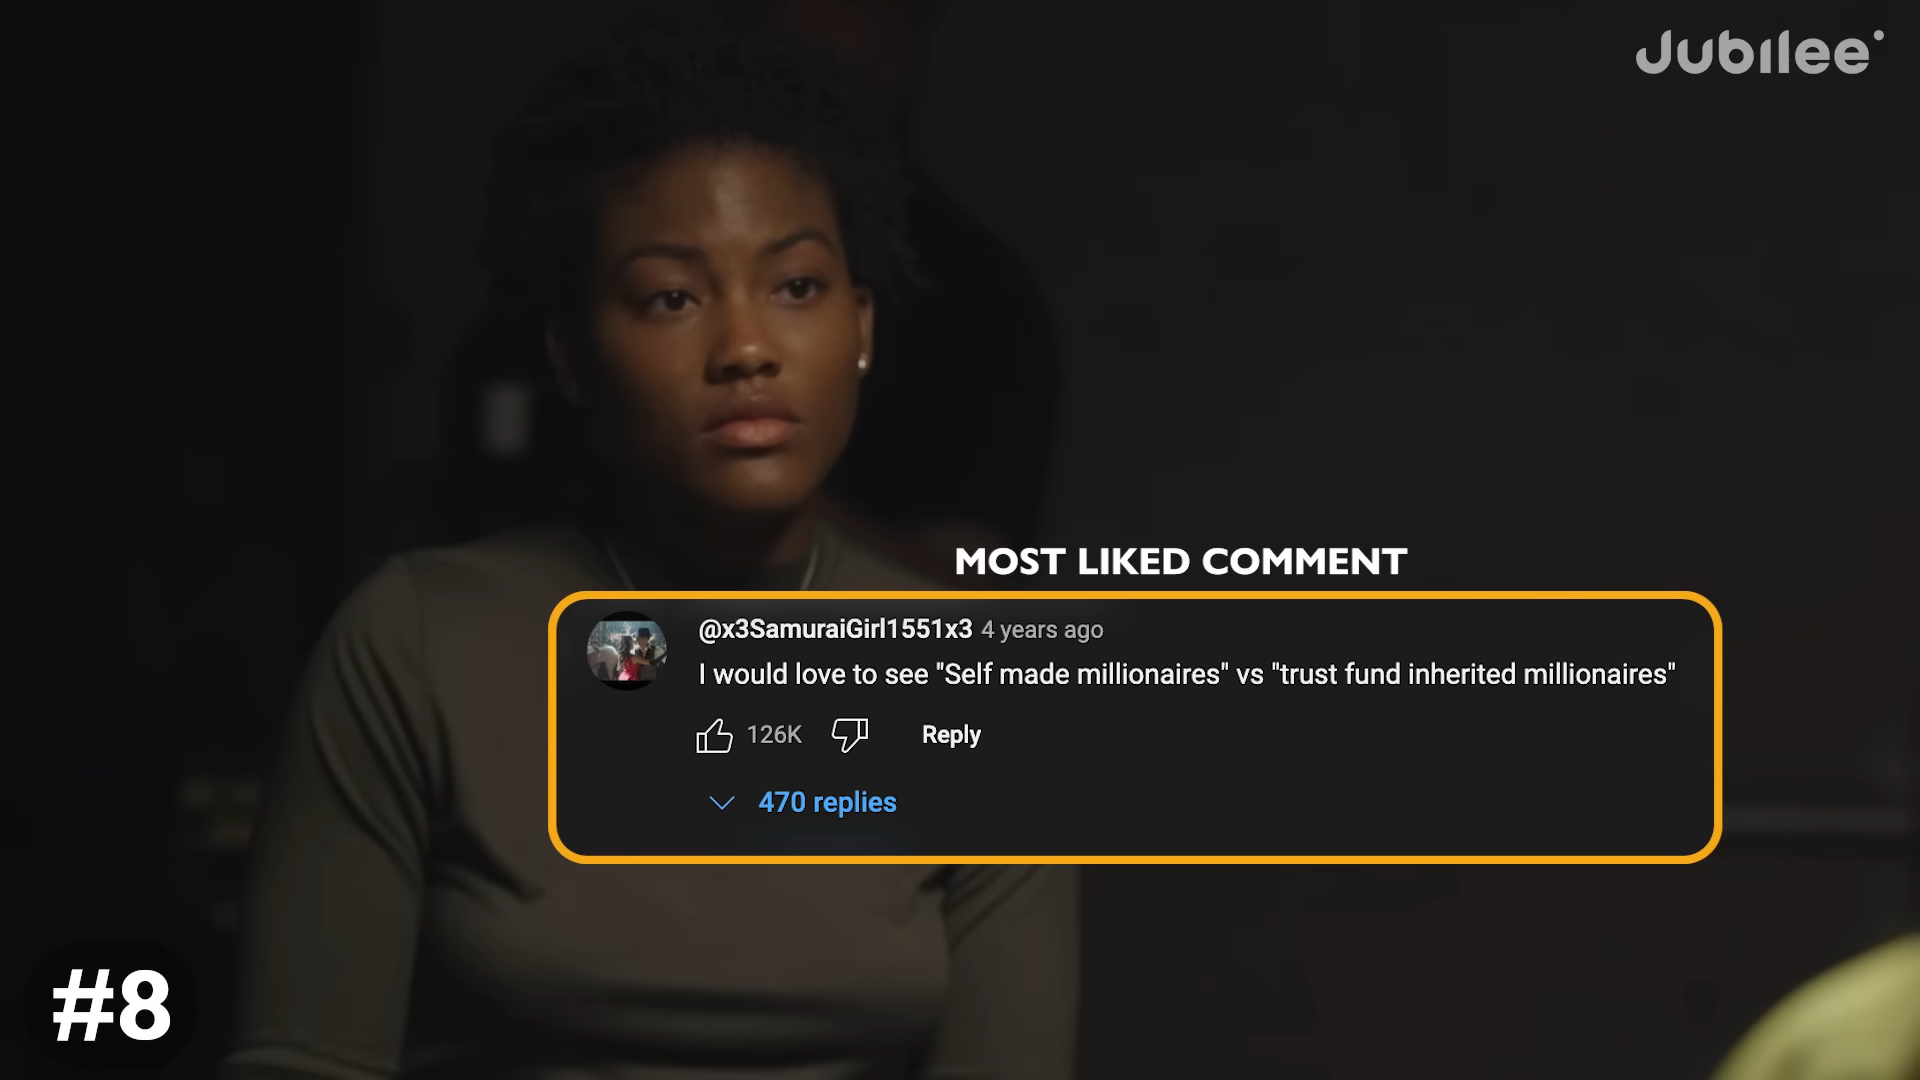 Jubilee
MOST LIKED COMMENT
@x3SamuraiGirl1551x3 4 years ago
I would love to see "Self made millionaires" vs "trust fund inherited millionaires"
126K Reply
470 replies
#8